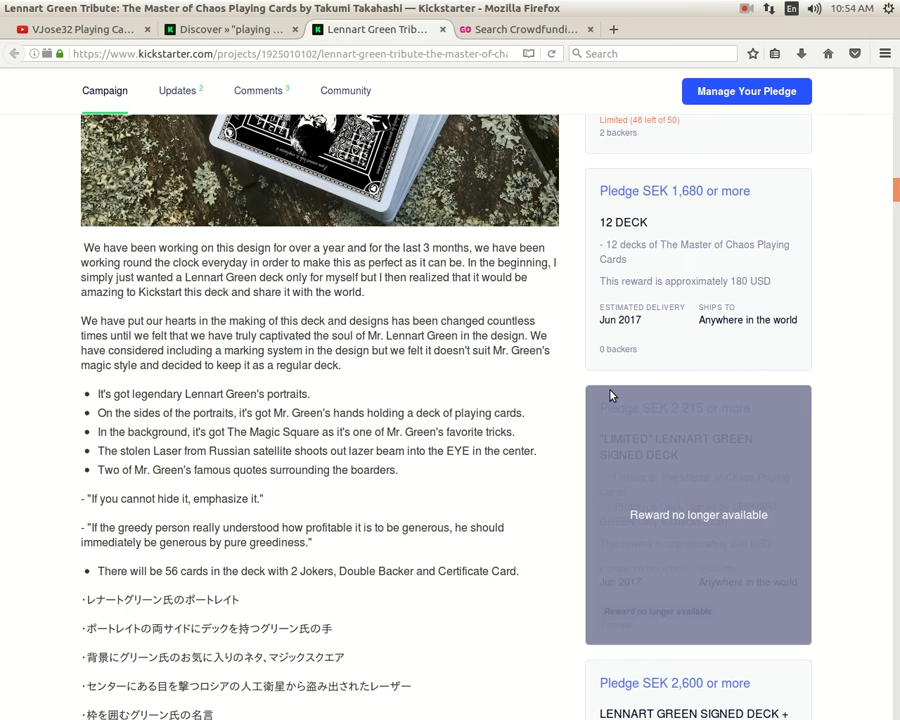 Lennart Green Tribute: The Master of Chaos Playing Cards by Takumi Takahashi — Kickstarter - Mozilla Firefox
En
10:54 AM
VJose32 Playing Ca...
Discover » "playing ...
Lennart Green Trib...
Search Crowdfundi...
https://www.kickstarter.com/projects/1925010102/lennart-green-tribute-the-master-of-cha
Search
Campaign
Updates 2
Comments 3
Community
Manage Your Pledge
We have been working on this design for over a year and for the last 3 months, we have been
working round the clock everyday in order to make this as perfect as it can be. In the beginning, I
simply just wanted a Lennart Green deck only for myself but I then realized that it would be
amazing to Kickstart this deck and share it with the world.
We have put our hearts in the making of this deck and designs has been changed countless
times until we felt that we have truly captivated the soul of Mr. Lennart Green in the design. We
have considered including a marking system in the design but we felt it doesn't suit Mr. Green's
magic style and decided to keep it as a regular deck.
• It's got legendary Lennart Green's portraits.
• On the sides of the portraits, it's got Mr. Green's hands holding a deck of playing cards.
• In the background, it's got The Magic Square as it's one of Mr. Green's favorite tricks.
• The stolen Laser from Russian satellite shoots out lazer beam into the EYE in the center.
• Two of Mr. Green's famous quotes surrounding the boarders.
- "If you cannot hide it, emphasize it."
- "If the greedy person really understood how profitable it is to be generous, he should
immediately be generous by pure greediness."
• There will be 56 cards in the deck with 2 Jokers, Double Backer and Certificate Card.
・レナートグリーン氏のポートレイト
・ポートレイトの両サイドにデックを持つグリーン氏の手
・背景にグリーン氏のお気に入りのネタ、マジックスクエア
・センターにある目を撃つロシアの人工衛星から盗み出されたレーザー
・枠を囲むグリーン氏の名言
Limited (48 left of 50)
2 backers
Pledge SEK 1,680 or more
12 DECK
- 12 decks of The Master of Chaos Playing
Cards
This reward is approximately 180 USD
ESTIMATED DELIVERY SHIPS TO
Jun 2017 Anywhere in the world
0 backers
Pledge SEK 2,215 or more
"LIMITED" LENNART GREEN
SIGNED DECK
Reward no longer available
Jun 2017 Anywhere in the world
Reward no longer available
Pledge SEK 2,600 or more
LENNART GREEN SIGNED DECK +